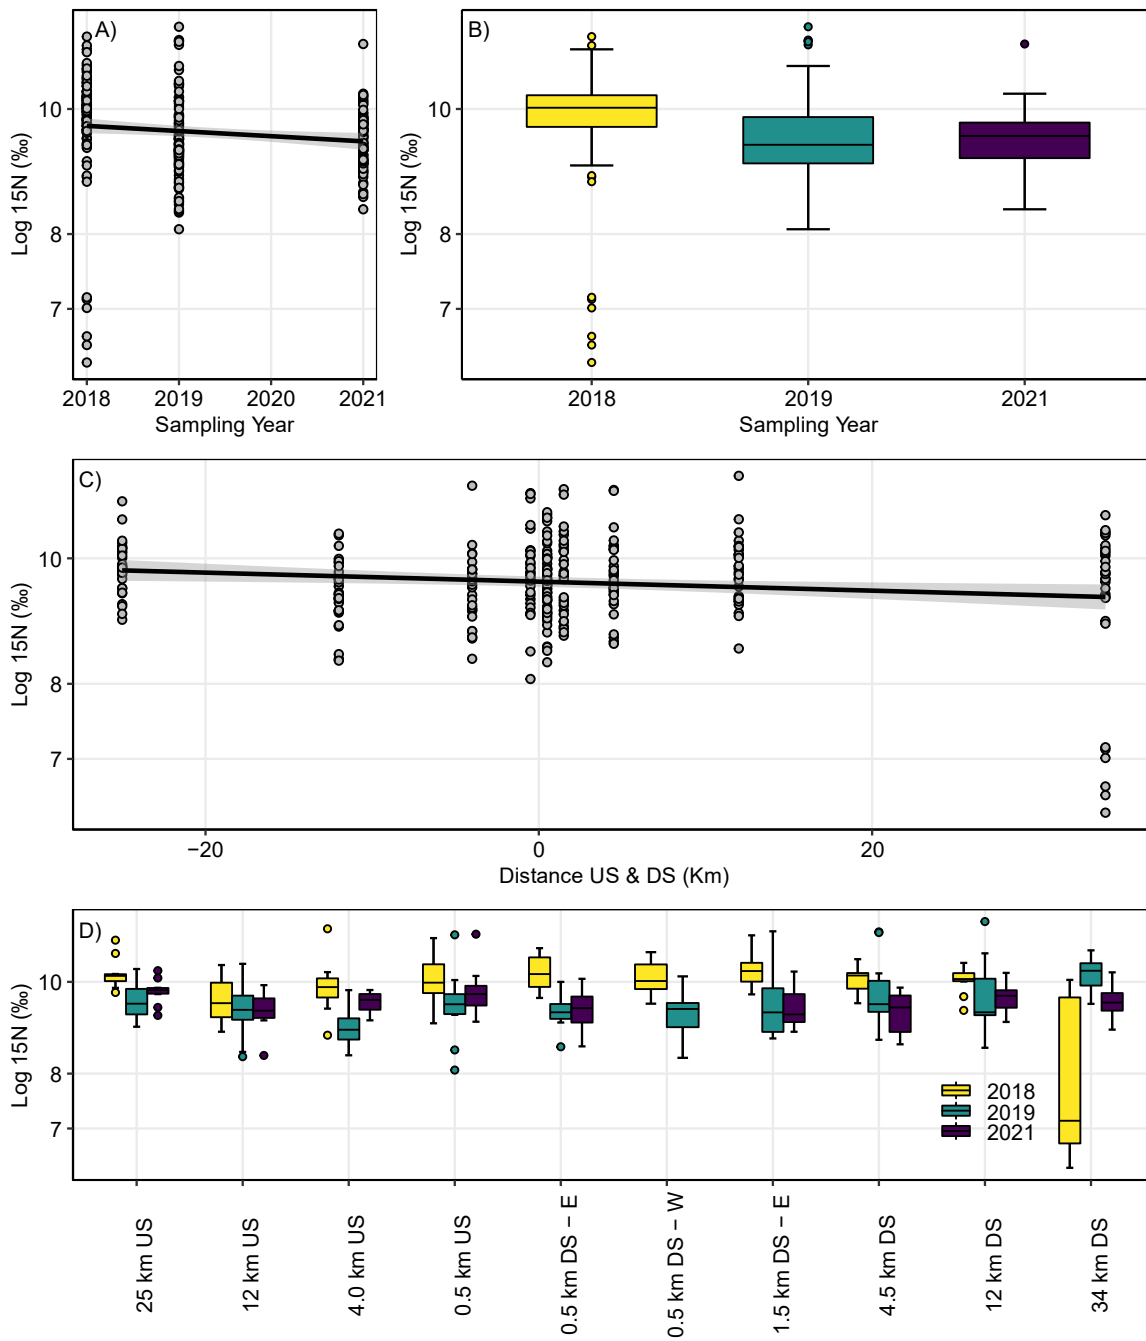 A)
10
8
7
Log 15N (‰)
2018
2019
2020
2021
Sampling Year
B)
10
8
7
Log 15N (‰)
2018
2019
2021
Sampling Year
C)
10
8
7
Log 15N (‰)
−20
0
20
Distance US & DS (Km)
D)
10
8
7
Log 15N (‰)
2018
2019
2021
25 km US
12 km US
4.0 km US
0.5 km US
0.5 km DS − E
0.5 km DS − W
1.5 km DS − E
4.5 km DS
12 km DS
34 km DS